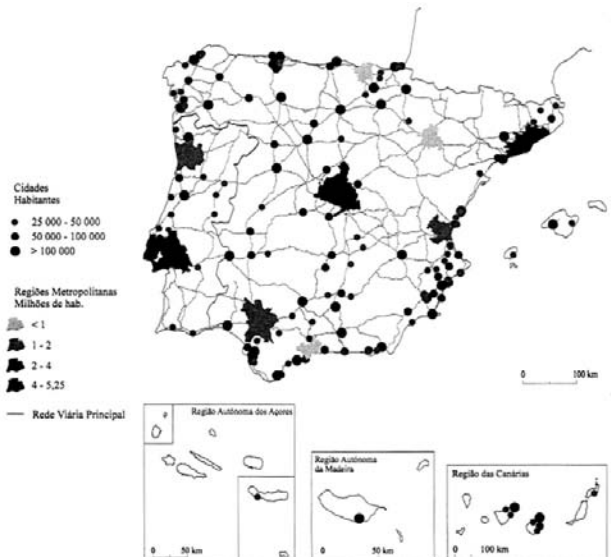 Cidades
Habitantes
25 000 - 50 000
50 000 - 100 000
> 100 000
Regiões Metropolitanas
Milhões de hab.
< 1
1 - 2
2 - 4
4 - 5,25
Rede Viária Principal
0 100 km
Região Autónoma dos Açores
0 50 km
Região Autónoma
da Madeira
0 50 km
Região das Canárias
0 100 km